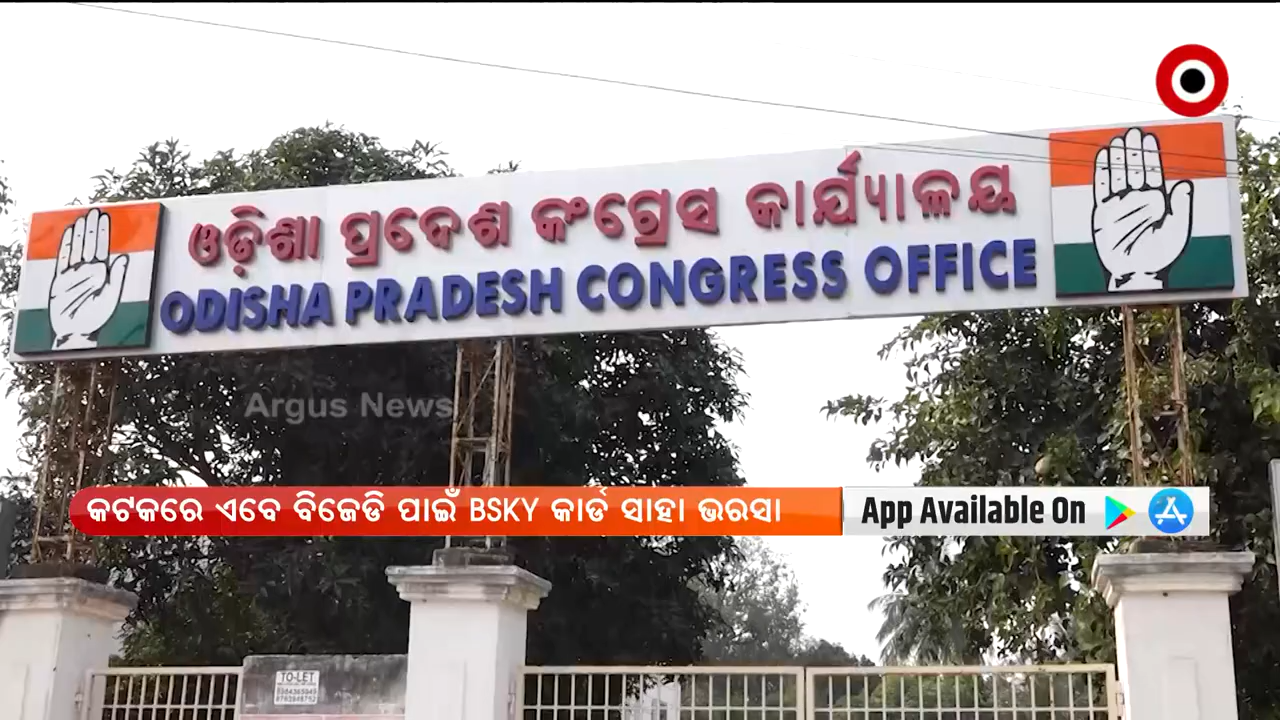 ଓଡ଼ିଶା ପ୍ରଦେଶ କଂଗ୍ରେସ କାର୍ଯ୍ୟାଳୟ
ODISHA PRADESH CONGRESS OFFICE
Argus News
କଟକରେ ଏବେ ବିଜେଡି ପାଇଁ BSKY କାର୍ଡ ସାହା ଭରସା
App Available On
TO-LET